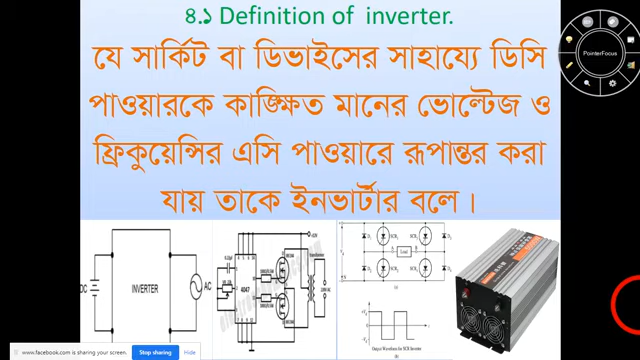 ৪.১ Definition of inverter.
যে সার্কিট বা ডিভাইসের সাহায্যে ডিসি
পাওয়ারকে কাঙ্ক্ষিত মানের ভোল্টেজ ও
ফ্রিকুয়েন্সির এসি পাওয়ারে রূপান্তর করা
যায় তাকে ইনভার্টার বলে।
PointerFocus
DC
INVERTER
AC
4047
Load
Output Waveform for SCR Inverter
(b)
www.facebook.com is sharing your screen.
Stop sharing
Hide